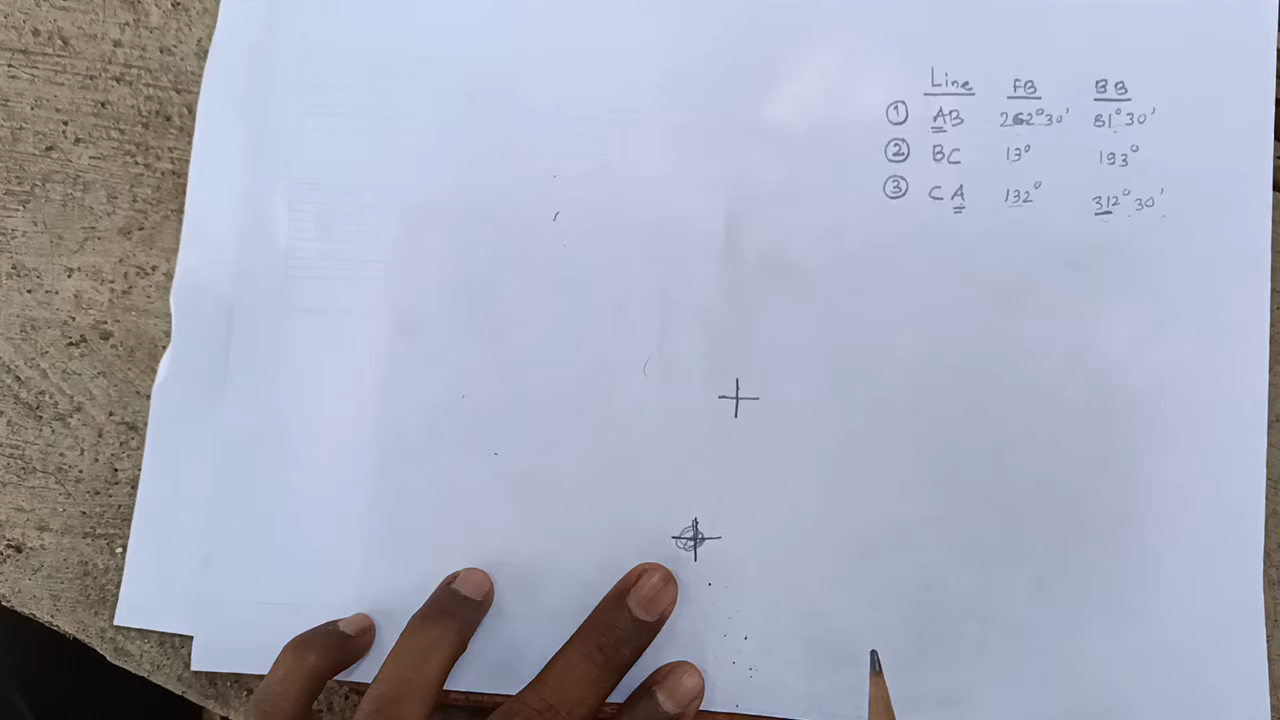 Line FB BB
① AB 262°30' 81°30'
② BC 13° 193°
③ CA 132° 312°30'